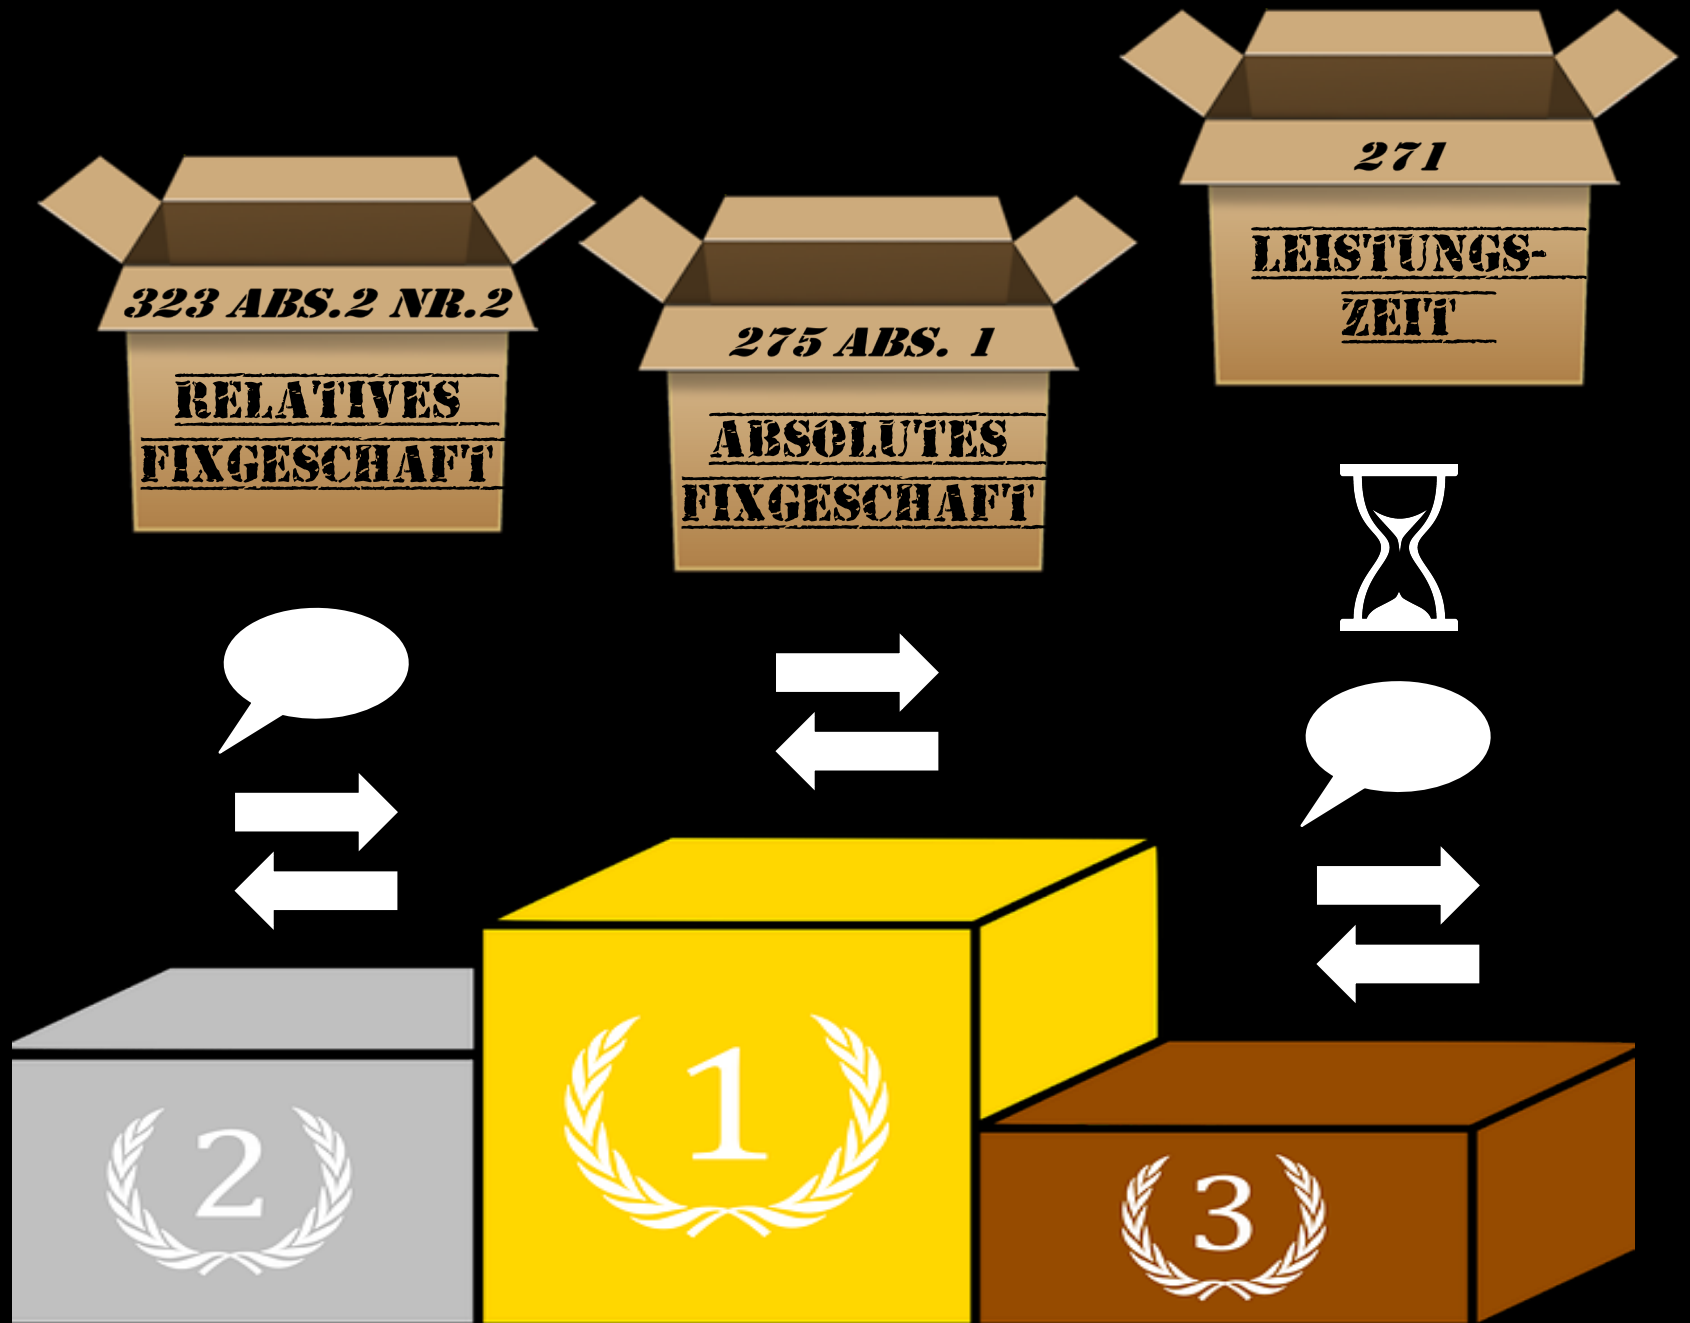 323 ABS.2 NR.2
RELATIVES
FIXGESCHAFT
275 ABS. 1
ABSOLUTES
FIXGESCHAFT
271
LEISTUNGS-
ZEIT
2
1
3